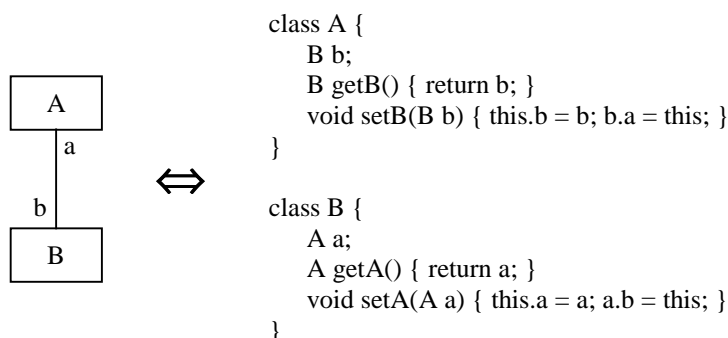 A
a
b
B
⇔
class A {
B b;
B getB() { return b; }
void setB(B b) { this.b = b; b.a = this; }
}
class B {
A a;
A getA() { return a; }
void setA(A a) { this.a = a; a.b = this; }
}